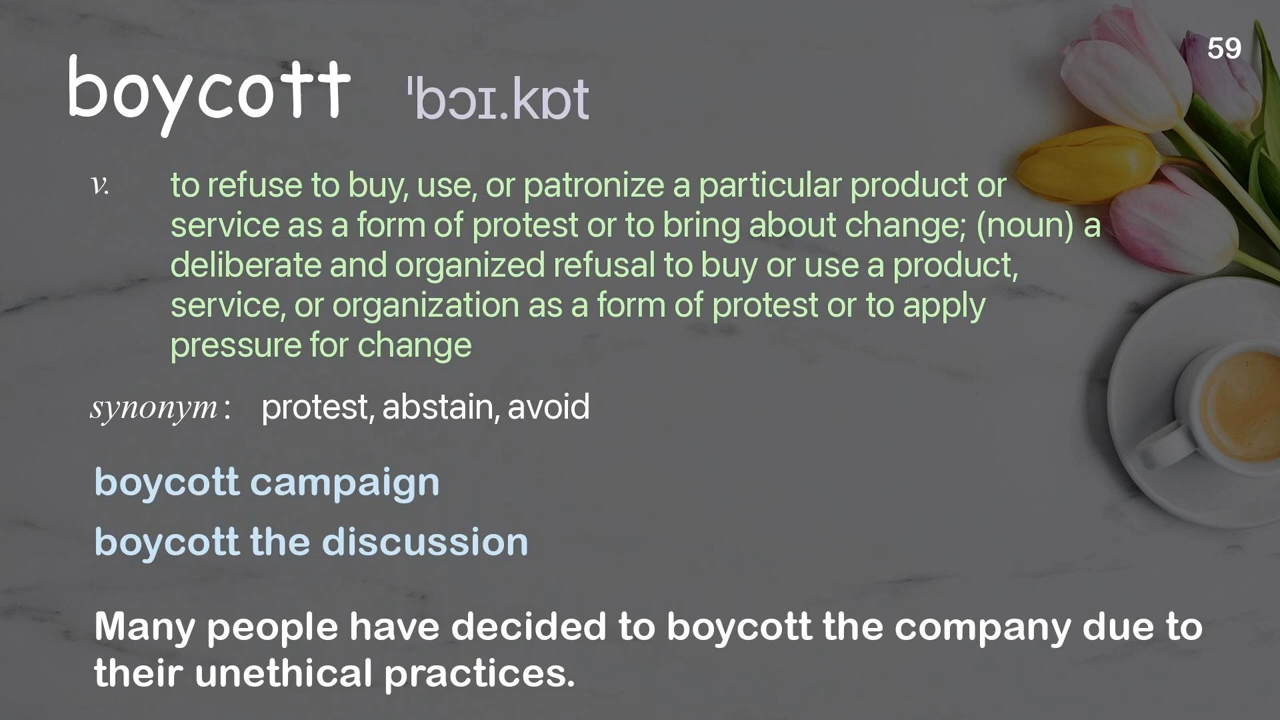 59
boycott ˈbɔɪ.kɒt
v. to refuse to buy, use, or patronize a particular product or
service as a form of protest or to bring about change; (noun) a
deliberate and organized refusal to buy or use a product,
service, or organization as a form of protest or to apply
pressure for change
synonym: protest, abstain, avoid
boycott campaign
boycott the discussion
Many people have decided to boycott the company due to
their unethical practices.